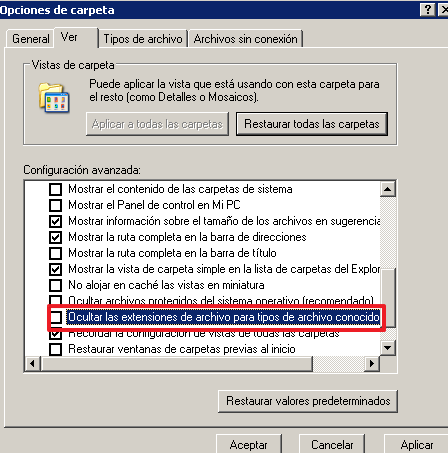 Opciones de carpeta
General
Ver
Tipos de archivo
Archivos sin conexión
Vistas de carpeta
Puede aplicar la vista que está usando con esta carpeta para
el resto (como Detalles o Mosaicos).
Aplicar a todas las carpetas
Restaurar todas las carpetas
Configuración avanzada:
Mostrar el contenido de las carpetas de sistema
Mostrar el Panel de control en Mi PC
Mostrar información sobre el tamaño de los archivos en sugerencia
Mostrar la ruta completa en la barra de direcciones
Mostrar la ruta completa en la barra de título
Mostrar la vista de carpeta simple en la lista de carpetas del Explor
No alojar en caché las vistas en miniatura
Ocultar archivos protegidos del sistema operativo (recomendado)
Ocultar las extensiones de archivo para tipos de archivo conocido
Recordar la configuración de vistas de todas las carpetas
Restaurar ventanas de carpetas previas al inicio
Restaurar valores predeterminados
Aceptar
Cancelar
Aplicar